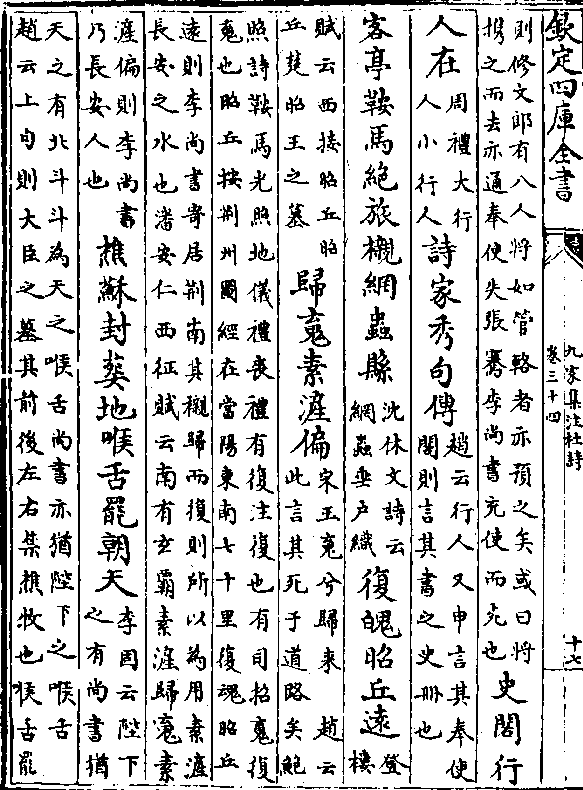 欽定四庫全書
九家集注杜詩
卷三十四
十七
則修文郎有八人將如管輅者亦預之矣或曰將
携之而去亦通奉使失張騫李尚書充使而死也
史閣行
人在
周禮大行
人小行人
詩家秀句傳
趙云行人又申言其奉使
閣則言其書之史冊也
客亭鞍馬絶旅櫬網蟲懸
沈休文詩云
網蟲垂戶織
復魄昭丘遠
登
樓
賦云西接昭丘昭
丘楚昭王之墓
歸䰟素滻偏
宋玉䰟兮歸來 趙云
此言其死于道路矣鮑
照詩鞍馬光照地儀禮喪禮有復注復也有司招䰟復
䰟也昭丘按荆州圖經在當陽東南七十里復魂昭丘
遠則李尚書寄居荆南其櫬歸而復則所以為用素滻
長安之水也潘安仁西征賦云南有玄霸素滻歸䰟素
滻偏則李尚書
乃長安人也
樵蘇封葬地喉舌罷朝天
李固云陛下
之有尚書猶
天之有北斗斗為天之喉舌尚書亦猶陛下之喉舌
趙云上句則大臣之墓其前後左右禁樵牧也喉舌罷